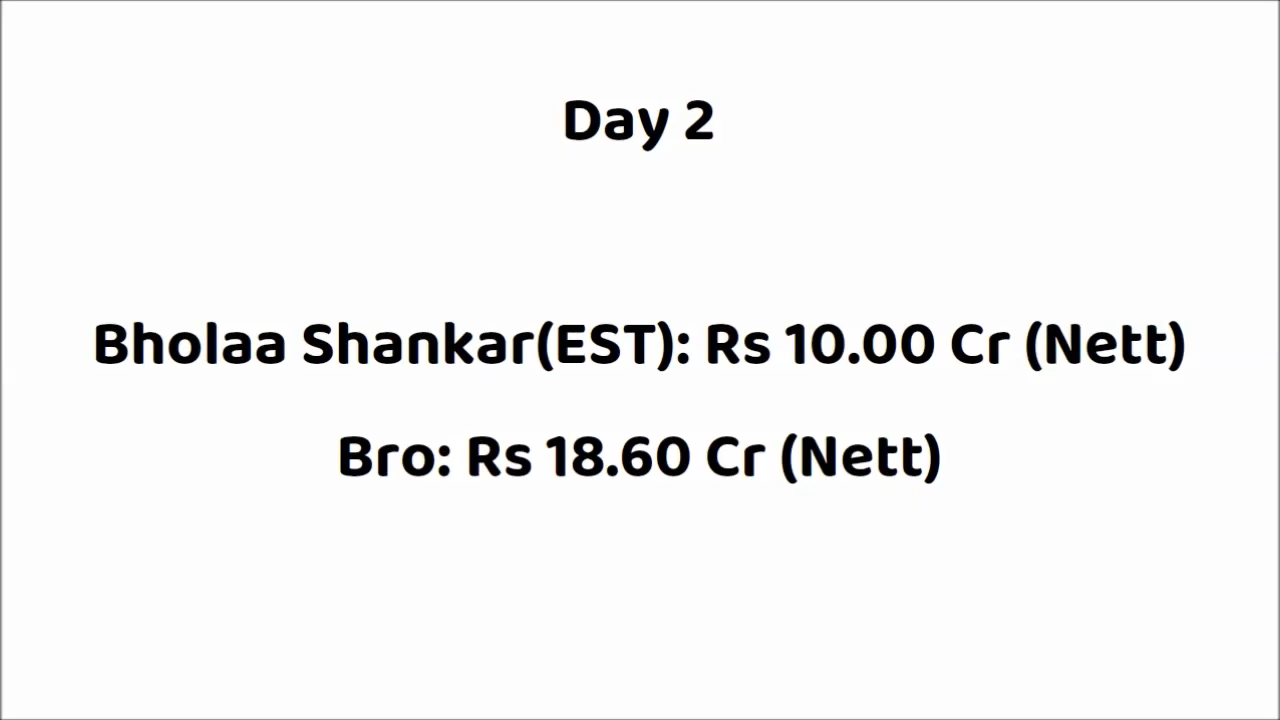 Day 2
Bholaa Shankar(EST): Rs 10.00 Cr (Nett)
Bro: Rs 18.60 Cr (Nett)